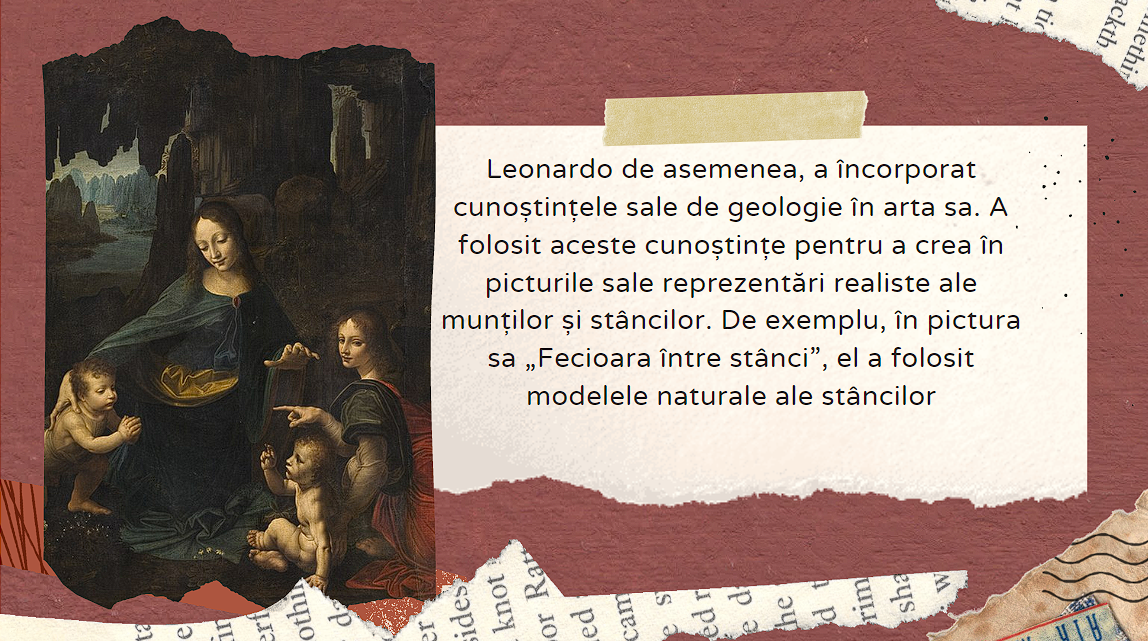 Leonardo de asemenea, a încorporat
cunoștințele sale de geologie în arta sa. A
folosit aceste cunoștințe pentru a crea în
picturile sale reprezentări realiste ale
munților și stâncilor. De exemplu, în pictura
sa „Fecioara între stânci”, el a folosit
modelele naturale ale stâncilor
knot